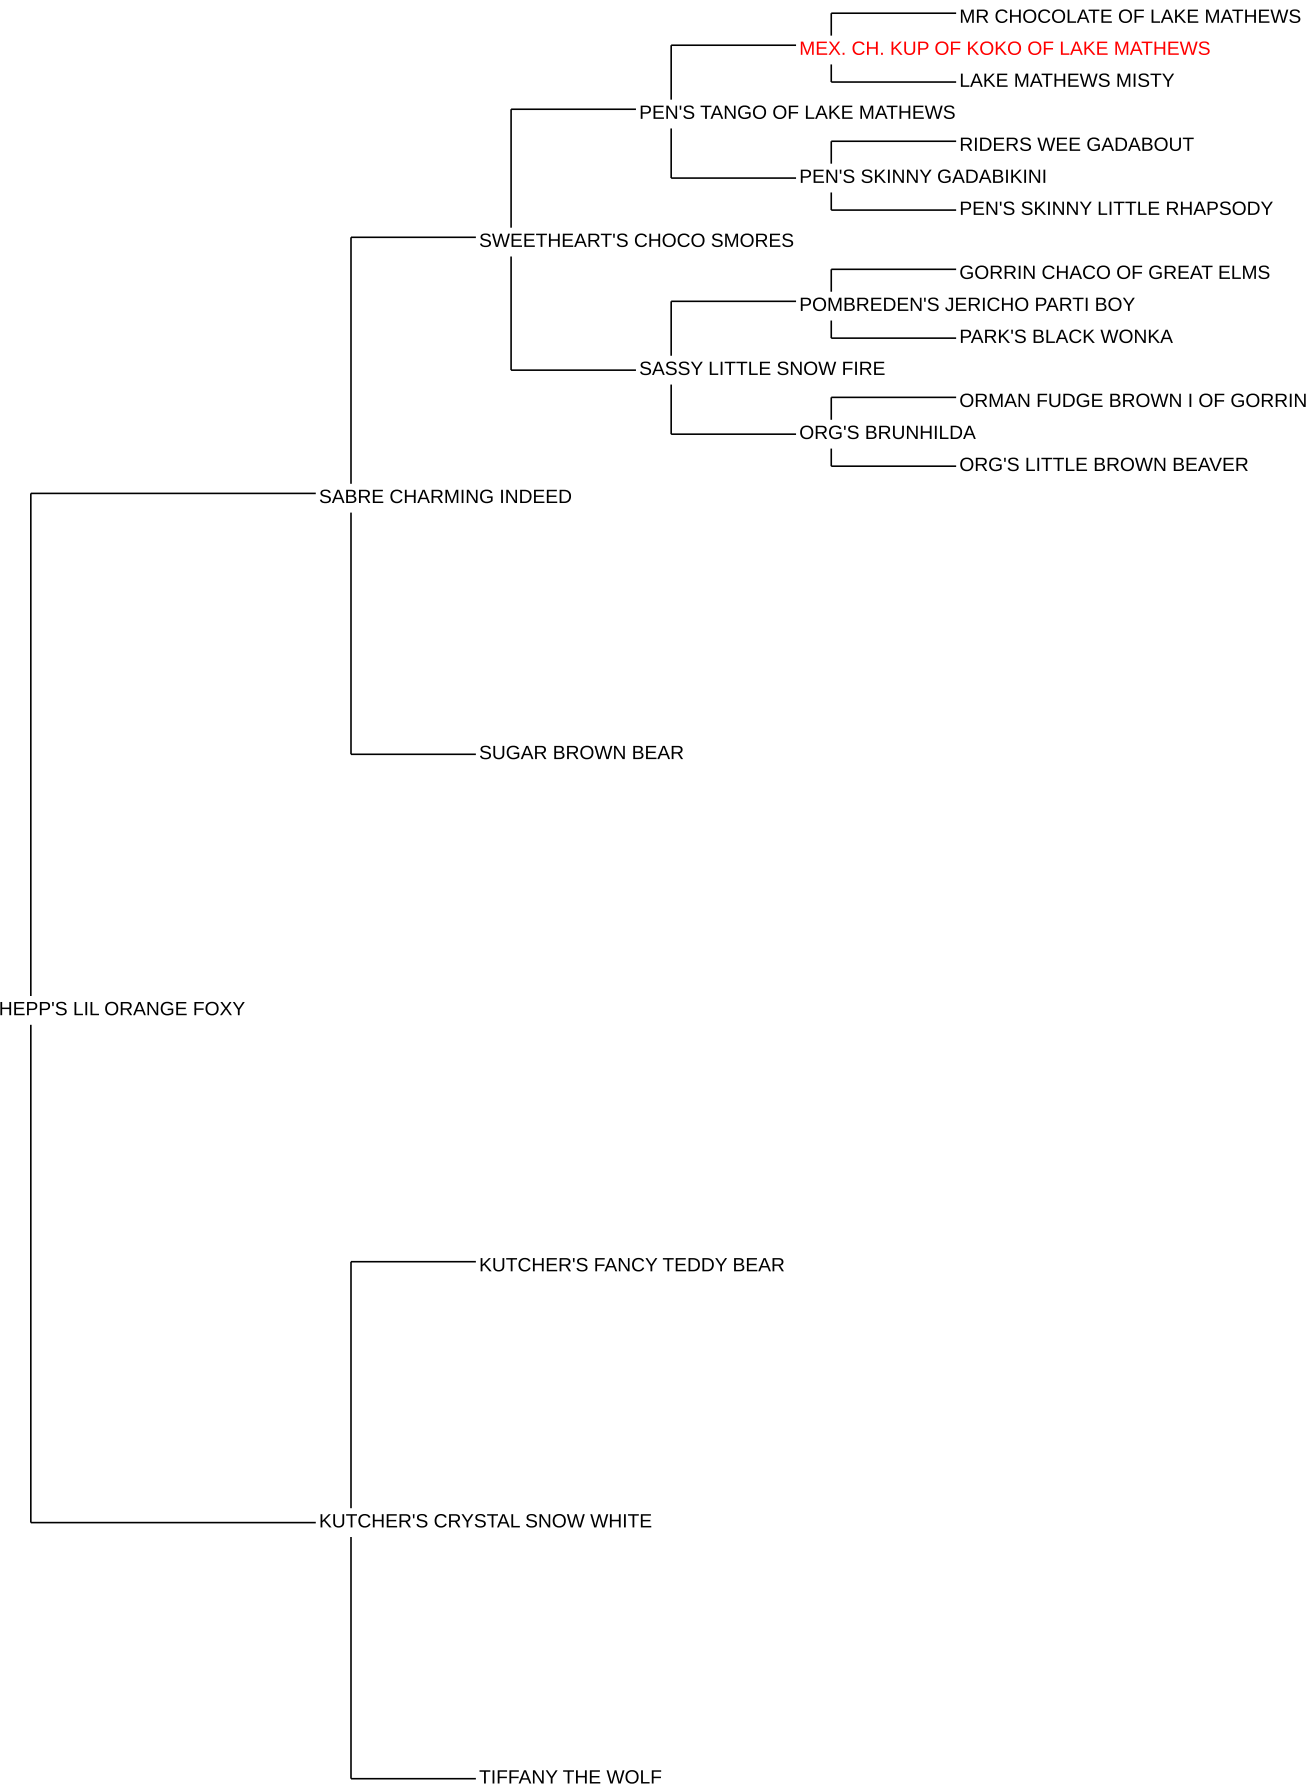 MR CHOCOLATE OF LAKE MATHEWS
MEX. CH. KUP OF KOKO OF LAKE MATHEWS
LAKE MATHEWS MISTY
PEN'S TANGO OF LAKE MATHEWS
RIDERS WEE GADABOUT
PEN'S SKINNY GADABIKINI
PEN'S SKINNY LITTLE RHAPSODY
SWEETHEART'S CHOCO SMORES
GORRIN CHACO OF GREAT ELMS
POMBREDEN'S JERICHO PARTI BOY
PARK'S BLACK WONKA
SASSY LITTLE SNOW FIRE
ORMAN FUDGE BROWN I OF GORRIN
ORG'S BRUNHILDA
ORG'S LITTLE BROWN BEAVER
SABRE CHARMING INDEED
SUGAR BROWN BEAR
HEPP'S LIL ORANGE FOXY
KUTCHER'S FANCY TEDDY BEAR
KUTCHER'S CRYSTAL SNOW WHITE
TIFFANY THE WOLF